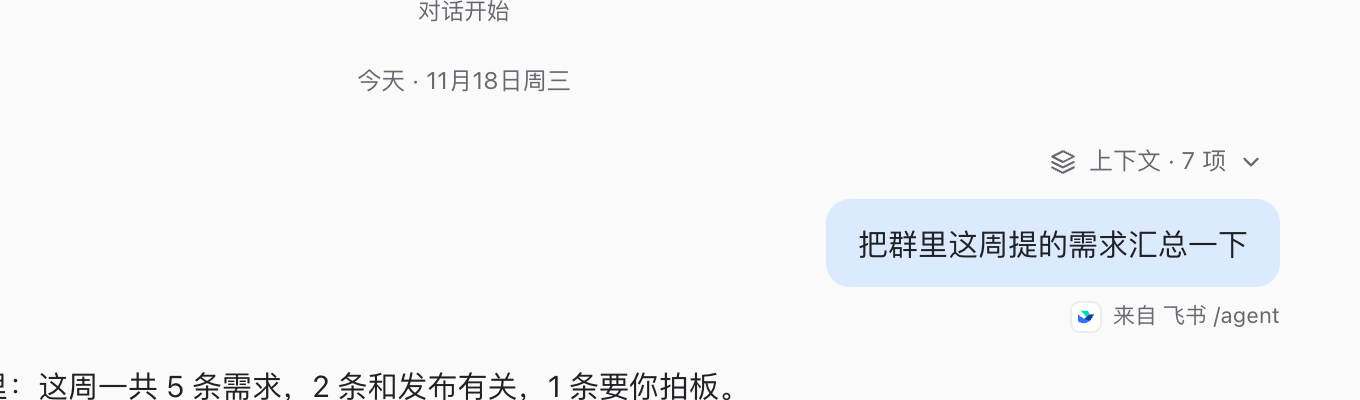 对话开始
今天 · 11月18日周三
上下文 · 7 项
把群里这周提的需求汇总一下
来自 飞书 /agent
：这周一共 5 条需求，2 条和发布有关，1 条要你拍板。